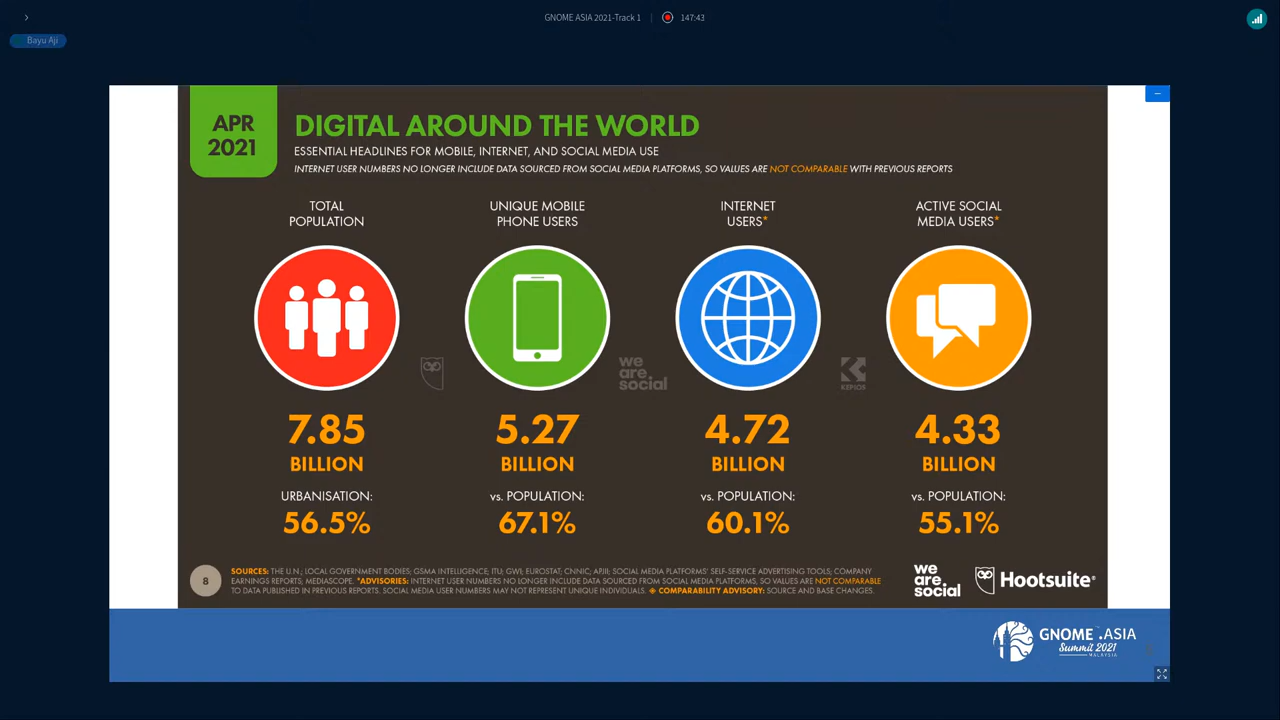 GNOME ASIA 2021-Track 1
147:43
Bayu Aji
APR
2021
DIGITAL AROUND THE WORLD
ESSENTIAL HEADLINES FOR MOBILE, INTERNET, AND SOCIAL MEDIA USE
INTERNET USER NUMBERS NO LONGER INCLUDE DATA SOURCED FROM SOCIAL MEDIA PLATFORMS, SO VALUES ARE NOT COMPARABLE WITH PREVIOUS REPORTS
TOTAL
POPULATION
7.85
BILLION
URBANISATION:
56.5%
UNIQUE MOBILE
PHONE USERS
5.27
BILLION
vs. POPULATION:
67.1%
INTERNET
USERS*
4.72
BILLION
vs. POPULATION:
60.1%
ACTIVE SOCIAL
MEDIA USERS*
4.33
BILLION
vs. POPULATION:
55.1%
we
are
social
KEPIOS
8
SOURCES: THE U.N.; LOCAL GOVERNMENT BODIES; GSMA INTELLIGENCE; ITU; GWI; EUROSTAT; CNNIC; APJII; SOCIAL MEDIA PLATFORMS' SELF-SERVICE ADVERTISING TOOLS; COMPANY
EARNINGS REPORTS; MEDIASCOPE. *ADVISORIES: INTERNET USER NUMBERS NO LONGER INCLUDE DATA SOURCED FROM SOCIAL MEDIA PLATFORMS, SO VALUES ARE NOT COMPARABLE
TO DATA PUBLISHED IN PREVIOUS REPORTS. SOCIAL MEDIA USER NUMBERS MAY NOT REPRESENT UNIQUE INDIVIDUALS. COMPARABILITY ADVISORY: SOURCE AND BASE CHANGES.
we
are
social
Hootsuite®
GNOME™.ASIA
Summit 2021
MALAYSIA